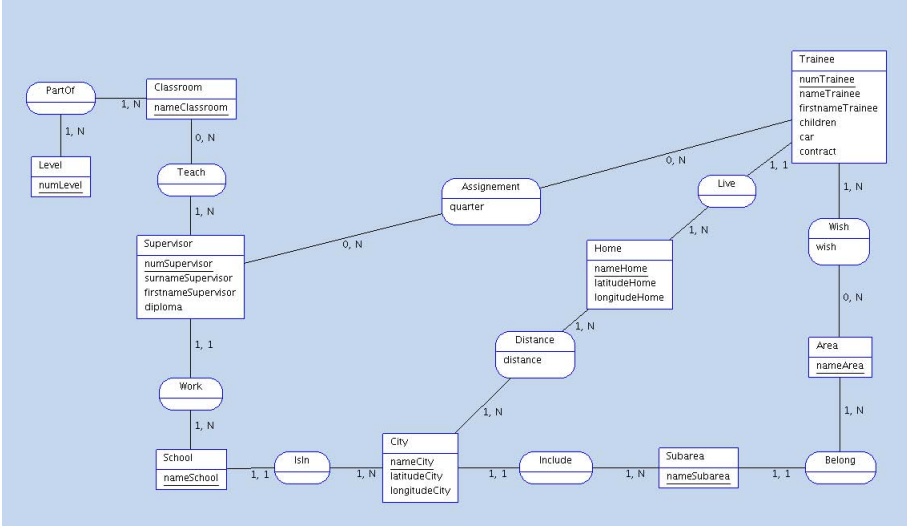 Trainee
numTrainee
nameTrainee
firstnameTrainee
children
car
contract
PartOf
1, N
Classroom
nameClassroom
1, N
0, N
Level
numLevel
Teach
1, N
Assignement
quarter
0, N
0, N
Live
1, 1
1, N
1, N
Wish
wish
0, N
Supervisor
numSupervisor
surnameSupervisor
firstnameSupervisor
diploma
Home
nameHome
latitudeHome
longitudeHome
1, N
1, 1
Distance
distance
1, N
Area
nameArea
1, N
Work
1, N
School
nameSchool
1, 1
IsIn
1, N
City
nameCity
latitudeCity
longitudeCity
1, 1
Include
1, N
Subarea
nameSubarea
1, 1
Belong